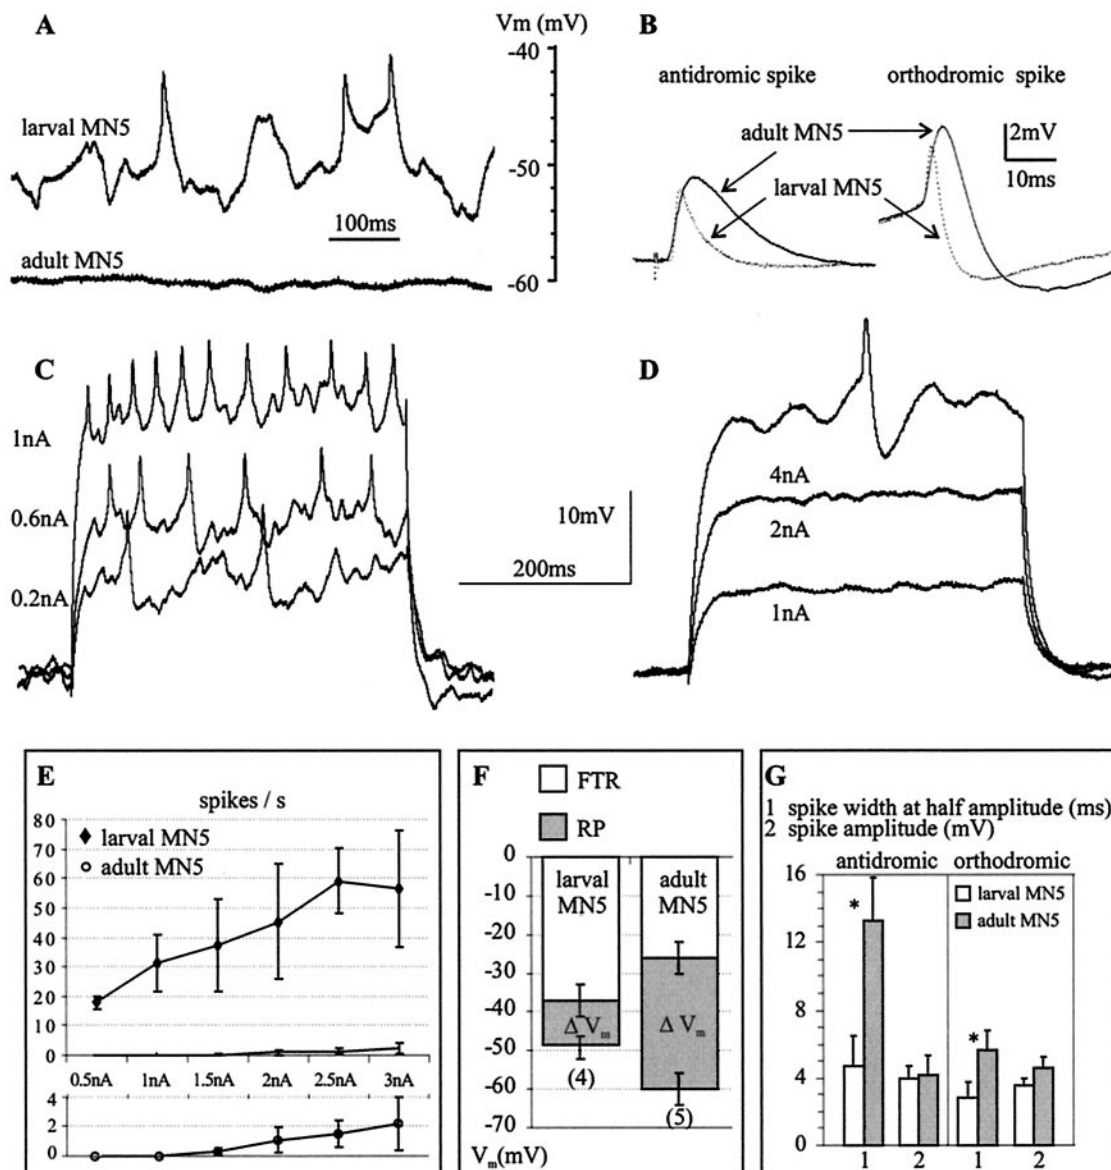 A
Vm (mV)
B
-40
antidromic spike
orthodromic spike
larval MN5
adult MN5
2mV
-50
larval MN5
10ms
100ms
adult MN5
-60
C
D
1nA
4nA
0.6nA
10mV
2nA
200ms
0.2nA
1nA
E
spikes / s
80
larval MN5
70
adult MN5
60
50
40
30
20
10
0
0.5nA 1nA 1.5nA 2nA 2.5nA 3nA
4
2
0
F
FTR
RP
0
larval MN5
adult MN5
-10
-20
-30
-40
Δ Vm
Δ Vm
-50
(4)
-60
(5)
-70
Vm(mV)
G
1 spike width at half amplitude (ms)
2 spike amplitude (mV)
antidromic orthodromic
16
larval MN5
adult MN5
*
12
8
*
4
0
1 2 1 2